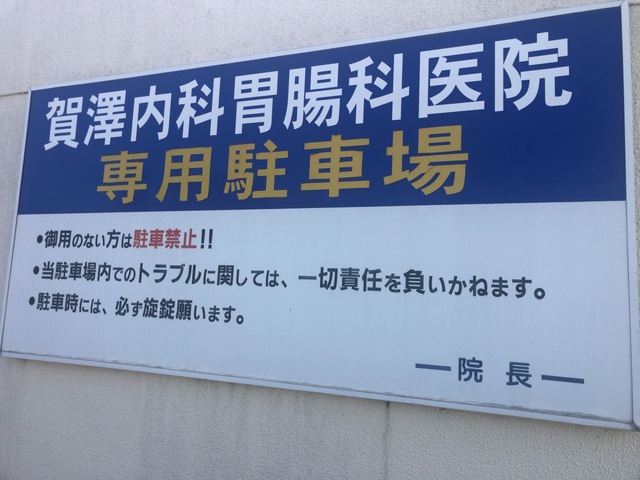 賀澤内科胃腸科医院
専用駐車場
•御用のない方は駐車禁止!!
•当駐車場内でのトラブルに関しては、一切責任を負いかねます。
•駐車時には、必ず旋錠願います。
—院長—